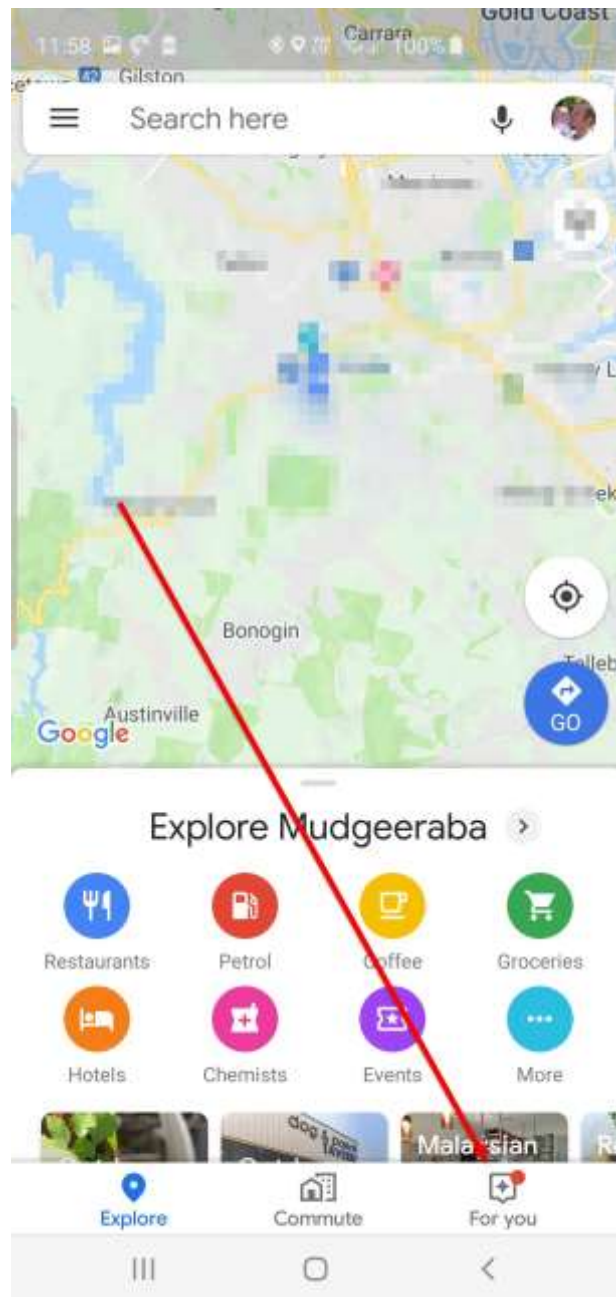 Gold Coast
11:58 100%
Carrara
Gilston
Search here
Bonogin
Austinville
Google
GO
Explore Mudgeeraba
Restaurants Petrol Coffee Groceries
Hotels Chemists Events More
dog &
Malaysian
Explore Commute For you